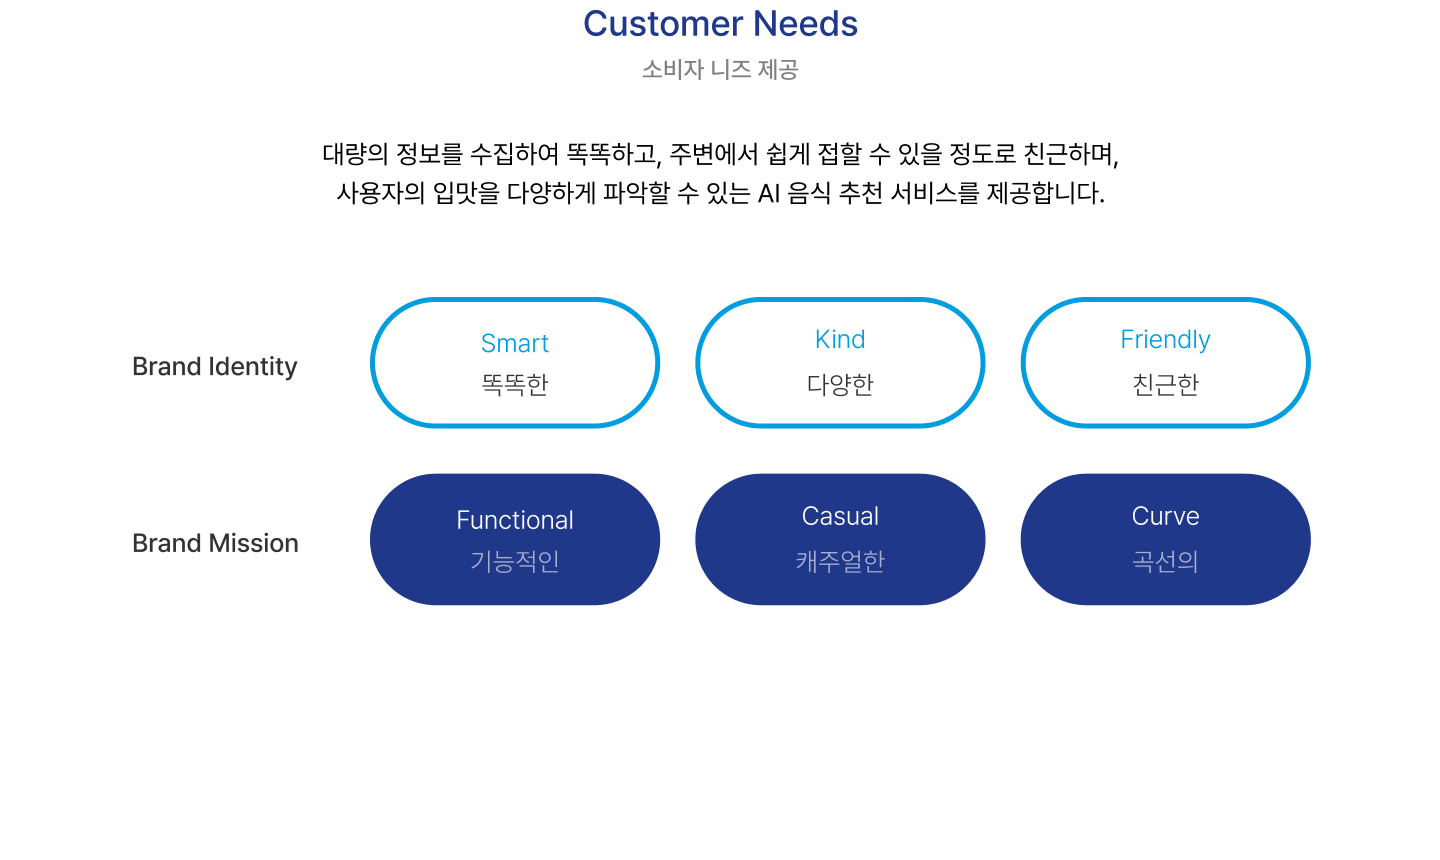 Customer Needs
소비자 니즈 제공
대량의 정보를 수집하여 똑똑하고, 주변에서 쉽게 접할 수 있을 정도로 친근하며,
사용자의 입맛을 다양하게 파악할 수 있는 AI 음식 추천 서비스를 제공합니다.
Brand Identity
Smart
똑똑한
Kind
다양한
Friendly
친근한
Brand Mission
Functional
기능적인
Casual
캐주얼한
Curve
곡선의